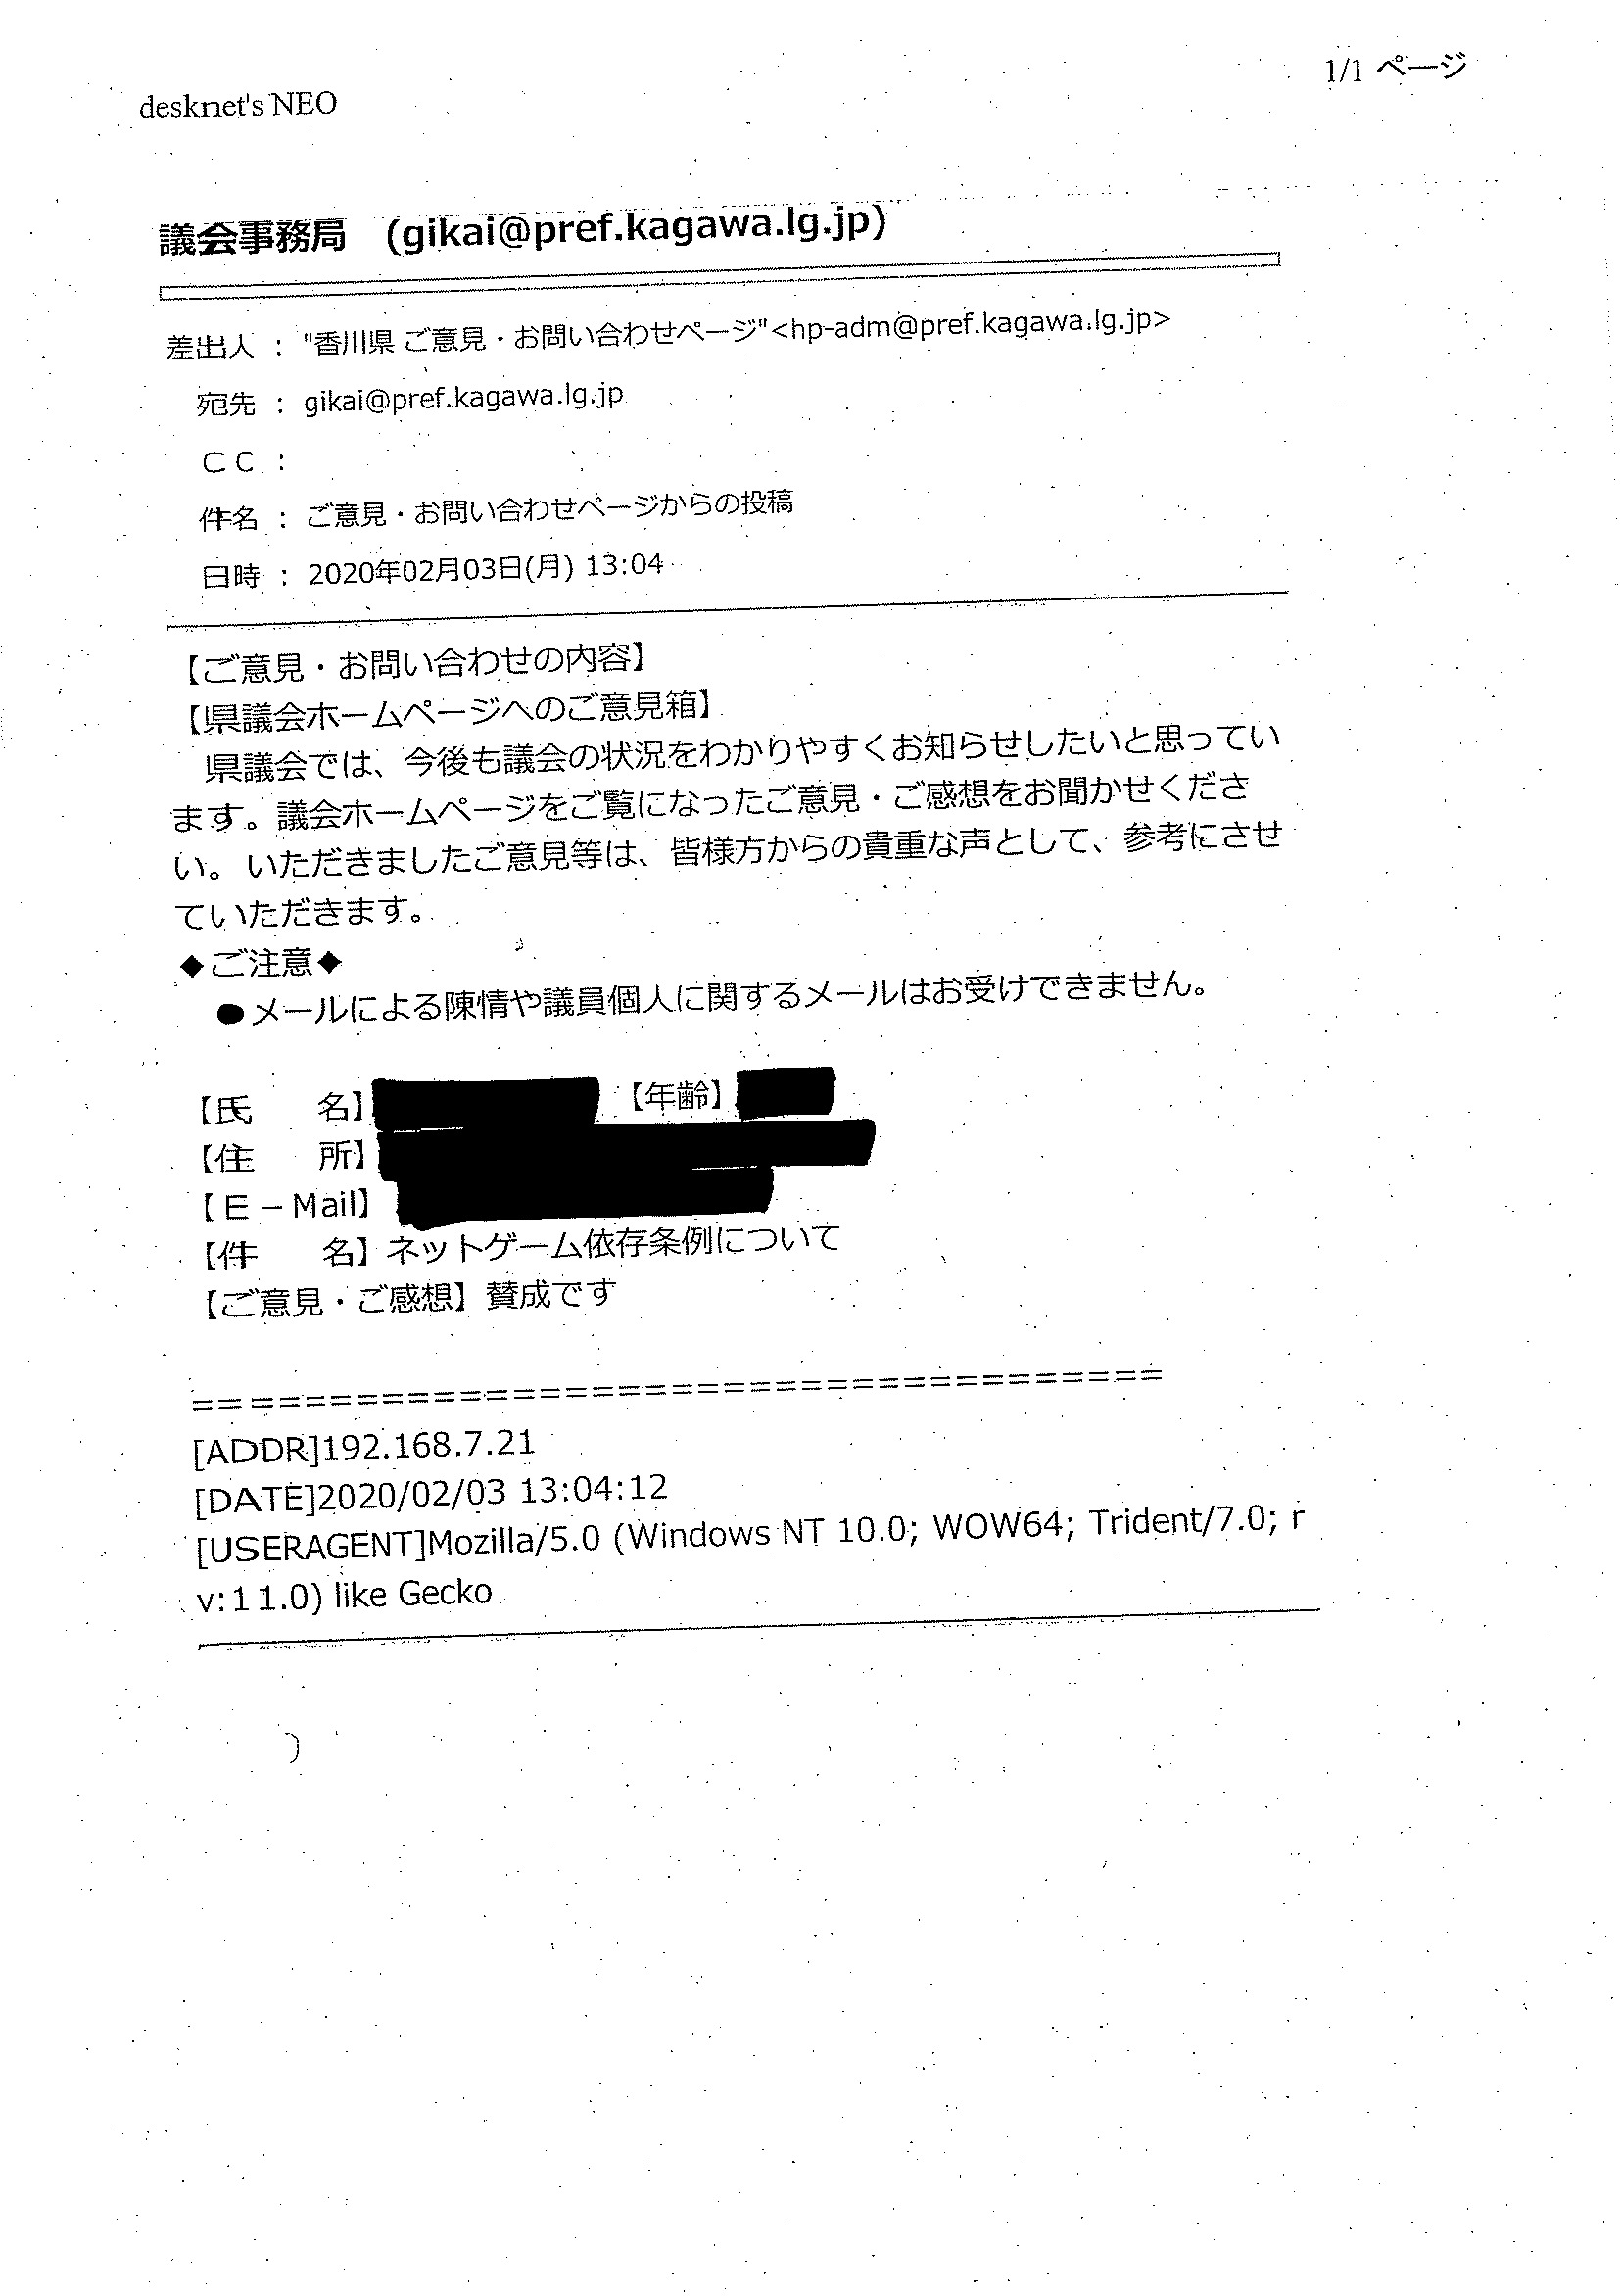 1/1 ページ
desknet's NEO
議会事務局　(gikai@pref.kagawa.lg.jp)
差出人 ： "香川県 ご意見・お問い合わせページ"<hp-adm@pref.kagawa.lg.jp>
宛先 ： gikai@pref.kagawa.lg.jp
ＣＣ ：
件名 ： ご意見・お問い合わせページからの投稿
日時 ： 2020年02月03日(月) 13:04
【ご意見・お問い合わせの内容】
【県議会ホームページへのご意見箱】
　県議会では、今後も議会の状況をわかりやすくお知らせしたいと思ってい
ます。議会ホームページをご覧になったご意見・ご感想をお聞かせくださ
い。いただきましたご意見等は、皆様方からの貴重な声として、参考にさせ
ていただきます。
◆ご注意◆
●メールによる陳情や議員個人に関するメールはお受けできません。
【氏　　名】　【年齢】
【住　　所】
【Ｅ－Mail】
【件　　名】ネットゲーム依存条例について
【ご意見・ご感想】賛成です
=====================================
[ADDR]192.168.7.21
[DATE]2020/02/03 13:04:12
[USERAGENT]Mozilla/5.0 (Windows NT 10.0; WOW64; Trident/7.0; r
v:11.0) like Gecko